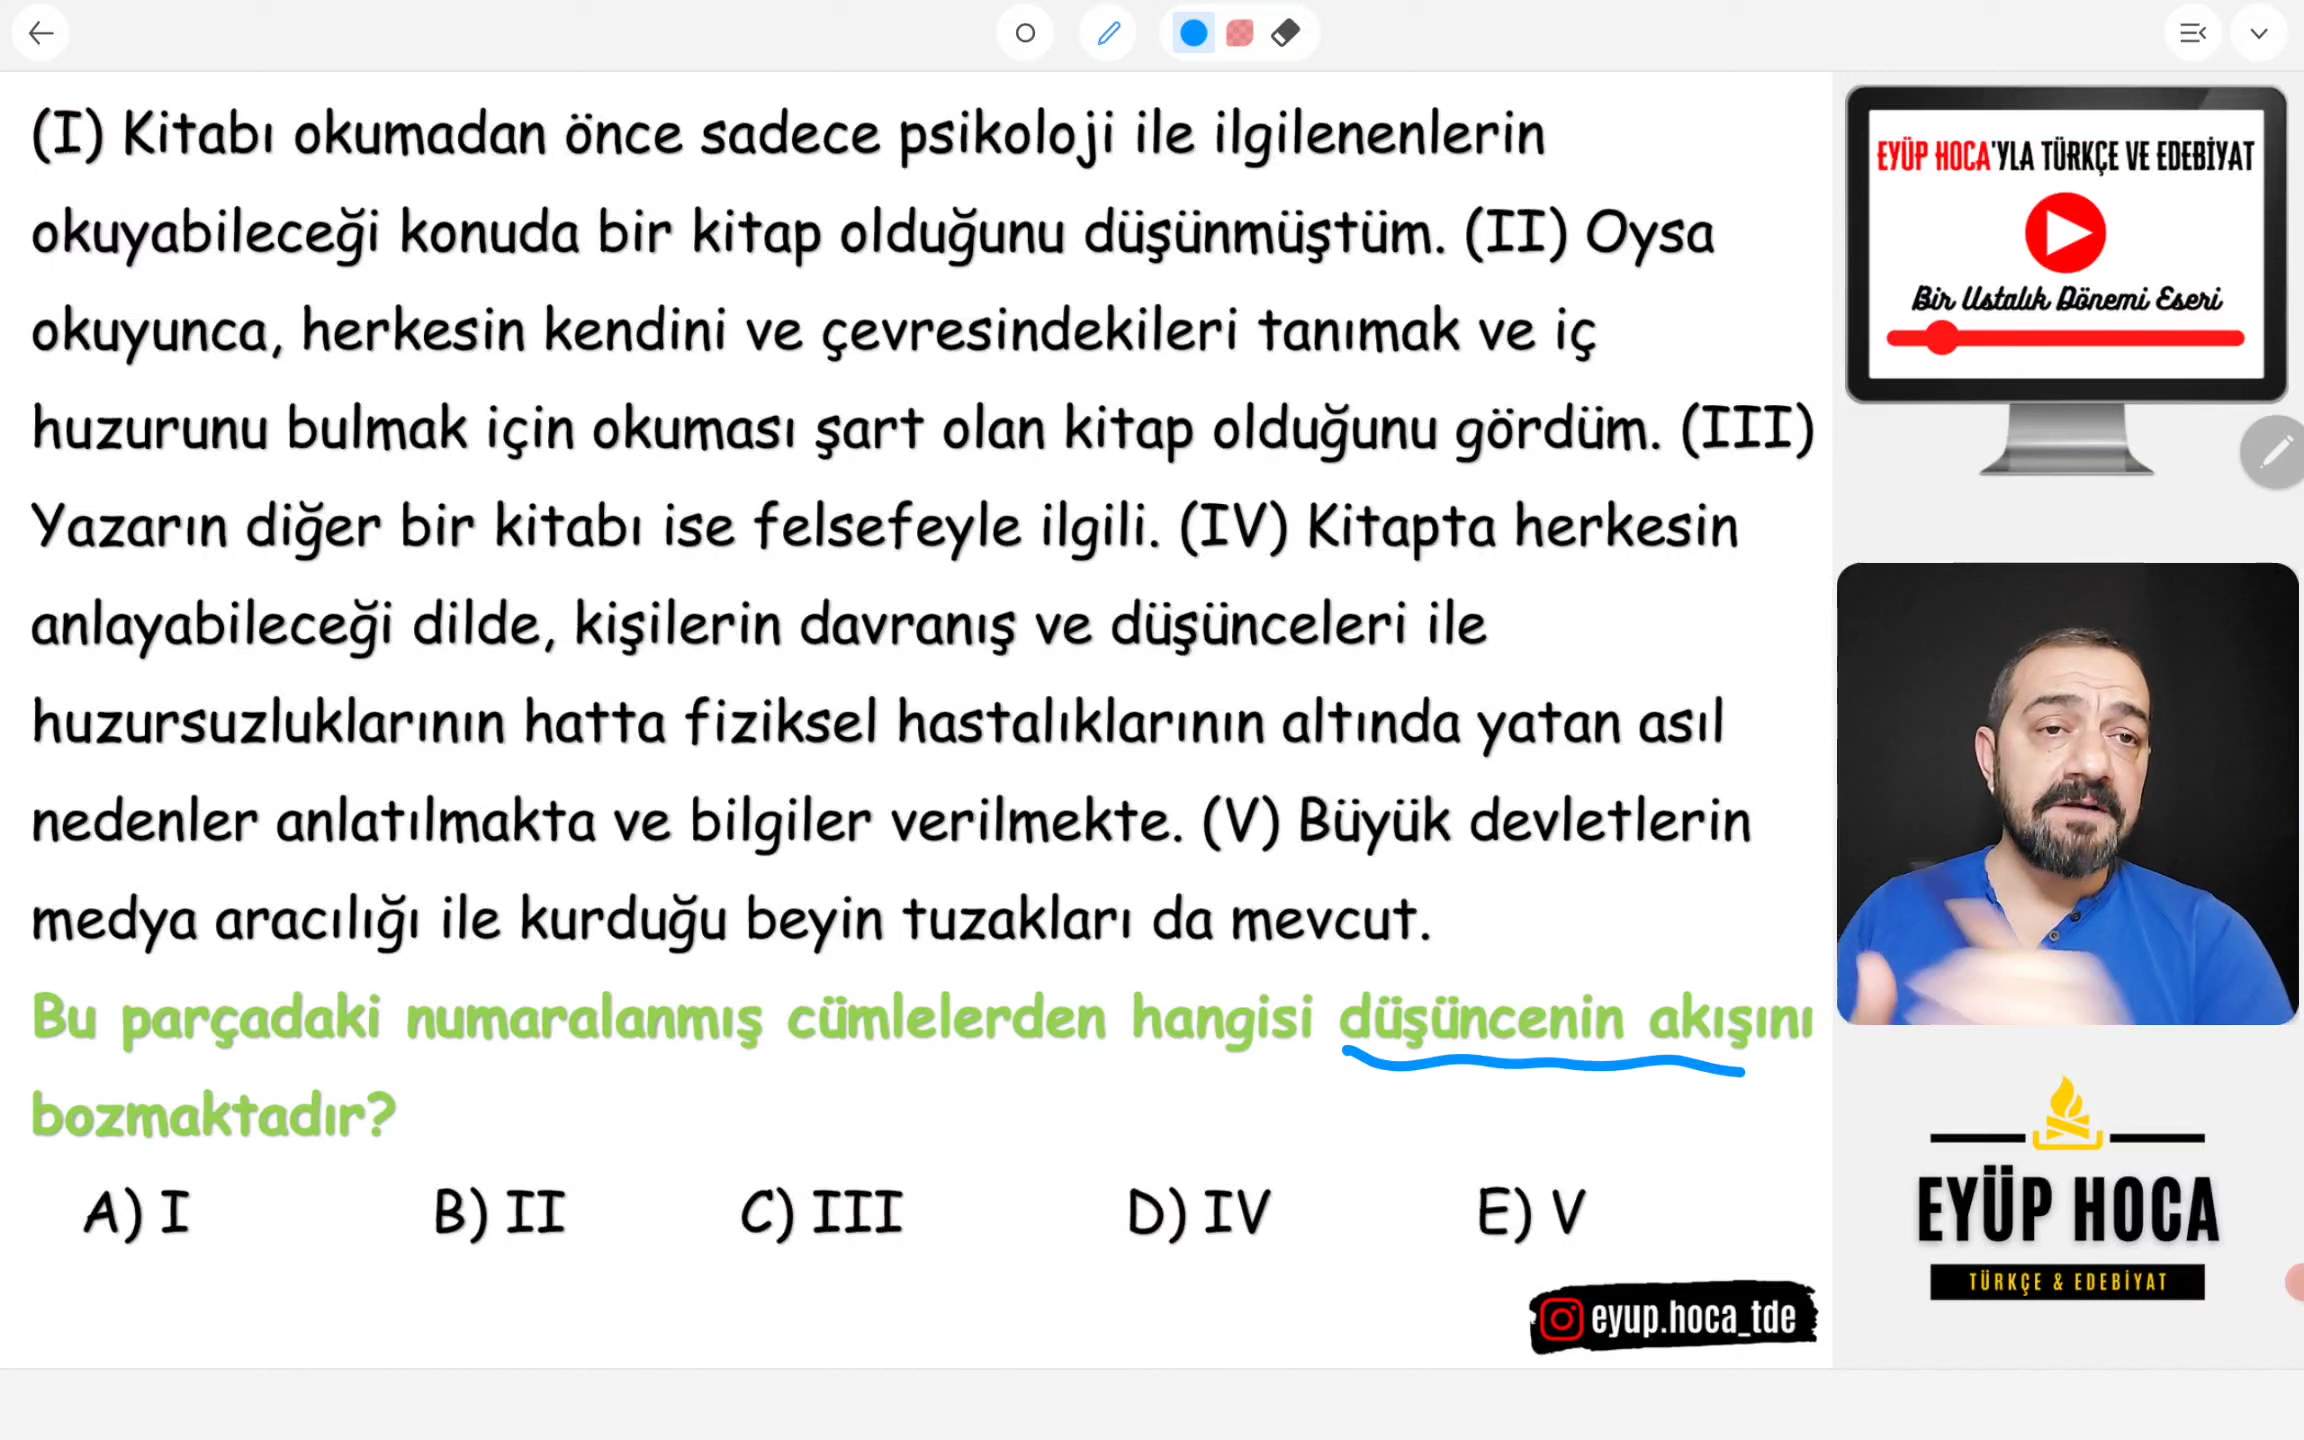 (I) Kitabı okumadan önce sadece psikoloji ile ilgilenenlerin
okuyabileceği konuda bir kitap olduğunu düşünmüştüm. (II) Oysa
okuyunca, herkesin kendini ve çevresindekileri tanımak ve iç
huzurunu bulmak için okuması şart olan kitap olduğunu gördüm. (III)
Yazarın diğer bir kitabı ise felsefeyle ilgili. (IV) Kitapta herkesin
anlayabileceği dilde, kişilerin davranış ve düşünceleri ile
huzursuzluklarının hatta fiziksel hastalıklarının altında yatan asıl
nedenler anlatılmakta ve bilgiler verilmekte. (V) Büyük devletlerin
medya aracılığı ile kurduğu beyin tuzakları da mevcut.
Bu parçadaki numaralanmış cümlelerden hangisi düşüncenin akışını
bozmaktadır?
A) I B) II C) III D) IV E) V
eyup.hoca_tde
EYÜP HOCA'YLA TÜRKÇE VE EDEBİYAT
Bir Ustalık Dönemi Eseri
EYÜP HOCA
TÜRKÇE & EDEBİYAT